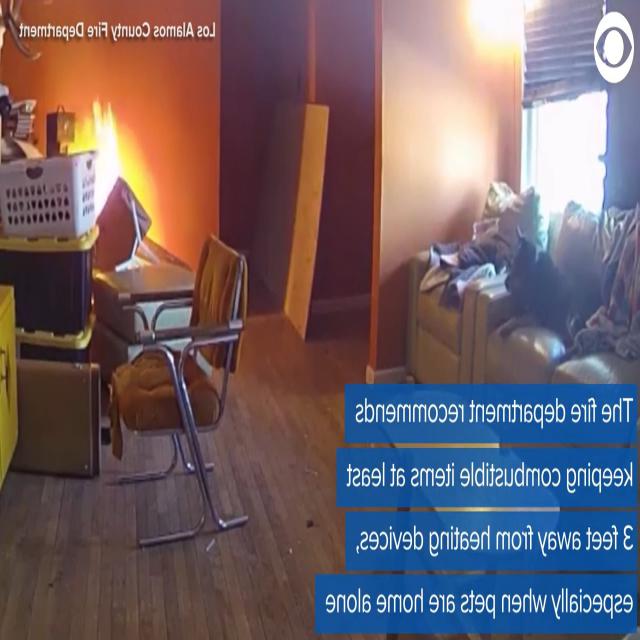 Los Alamos County Fire Department
The fire department recommends
keeping combustible items at least
3 feet away from heating devices,
especially when pets are home alone